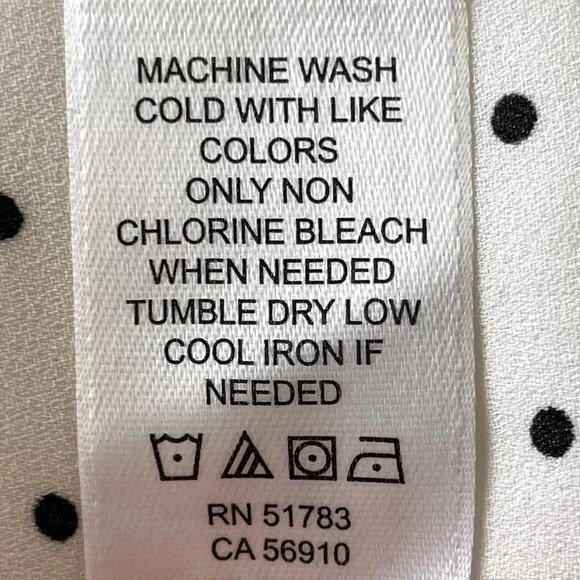 MACHINE WASH
COLD WITH LIKE
COLORS
ONLY NON
CHLORINE BLEACH
WHEN NEEDED
TUMBLE DRY LOW
COOL IRON IF
NEEDED
RN 51783
CA 56910